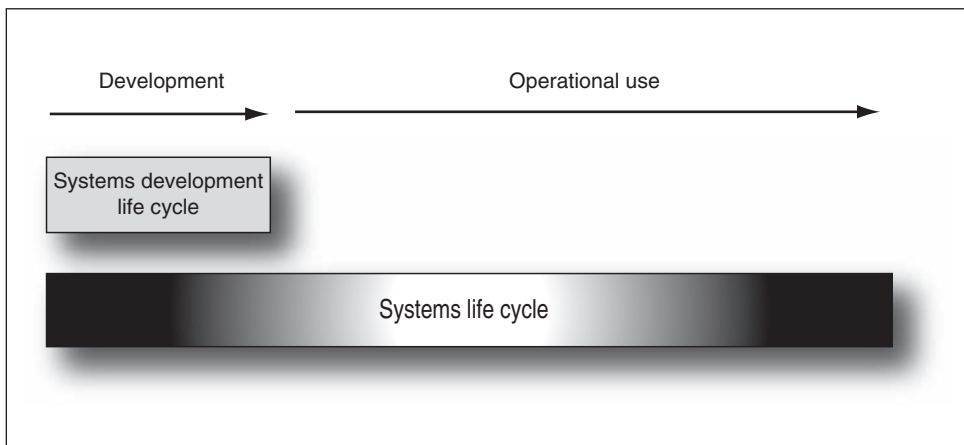 Development
Operational use
Systems development
life cycle
Systems life cycle